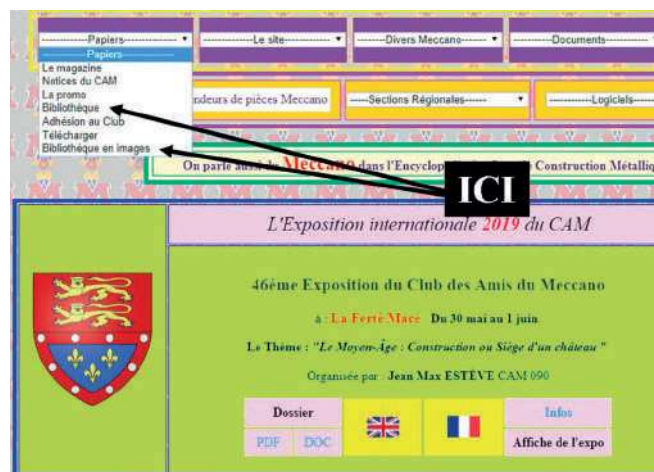 ----------Papiers---------- ----------Le site---------- -------Divers Meccano------- ----------Documents----------
----------Papiers----------
Le magazine
Notices du CAM
La promo
Bibliothèque
Adhésion au Club
Télécharger
Bibliothèque en images
ndeurs de pièces Meccano -----Sections Régionales------ ------------Logiciels------
On parle aussi du Meccano dans l'Encyclop Construction Métalliq
ICI
L'Exposition internationale 2019 du CAM
46ème Exposition du Club des Amis du Meccano
à : La Ferté Macé Du 30 mai au 1 juin
Le Thème : "Le Moyen-Âge : Construction ou Siège d'un château "
Organisée par : Jean Max ESTÈVE CAM 090
Dossier Infos
PDF DOC Affiche de l'expo